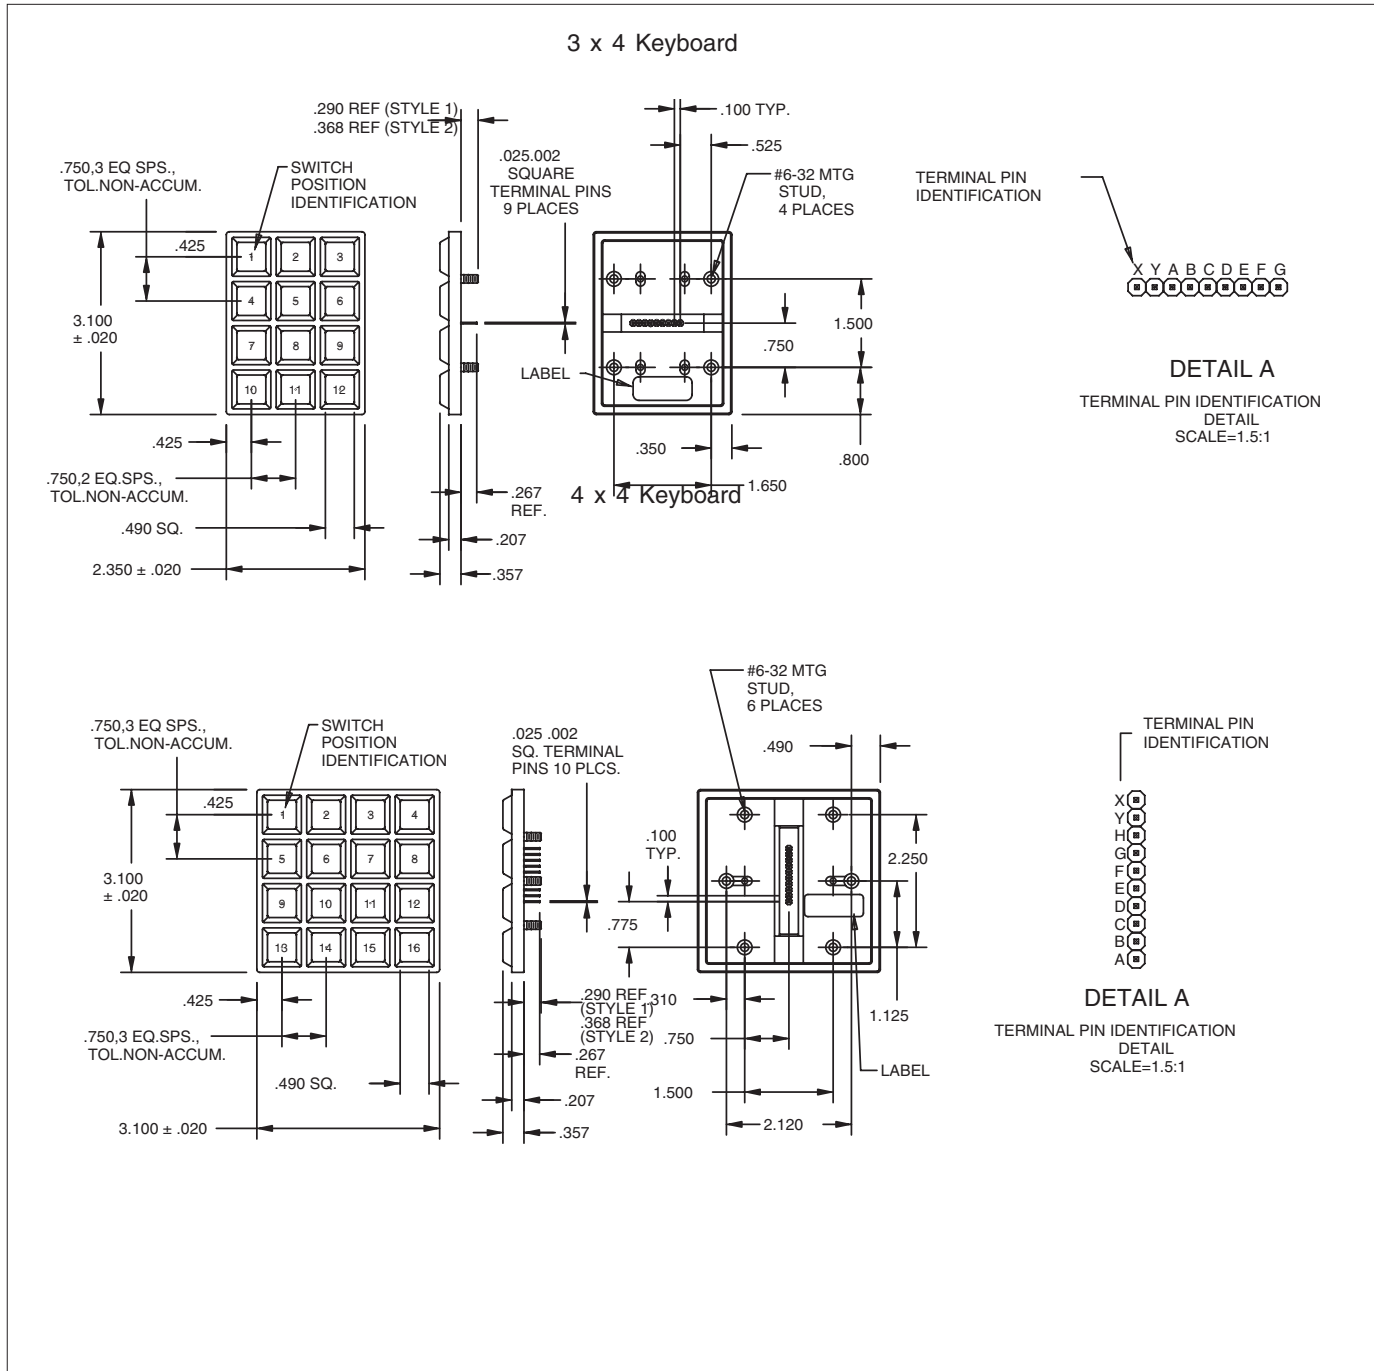 3 x 4 Keyboard
.290 REF (STYLE 1)
.368 REF (STYLE 2)
.100 TYP.
.525
.750,3 EQ SPS.,
TOL.NON-ACCUM.
SWITCH
POSITION
IDENTIFICATION
.025.002
SQUARE
TERMINAL PINS
9 PLACES
#6-32 MTG
STUD,
4 PLACES
TERMINAL PIN
IDENTIFICATION
.425
1 2 3
4 5 6
7 8 9
10 11 12
3.100
± .020
X Y A B C D E F G
1.500
.750
LABEL
DETAIL A
TERMINAL PIN IDENTIFICATION
DETAIL
SCALE=1.5:1
.425
.350
.800
.750,2 EQ.SPS.,
TOL.NON-ACCUM.
1.650
.267
REF.
4 x 4 Keyboard
.490 SQ.
.207
2.350 ± .020
.357
#6-32 MTG
STUD,
6 PLACES
.750,3 EQ SPS.,
TOL.NON-ACCUM.
SWITCH
POSITION
IDENTIFICATION
.025 .002
SQ. TERMINAL
PINS 10 PLCS.
.490
TERMINAL PIN
IDENTIFICATION
.425
1 2 3 4
5 6 7 8
9 10 11 12
13 14 15 16
3.100
± .020
.100
TYP.
2.250
.775
X
Y
H
G
F
E
D
C
B
A
.425
.290 REF
(STYLE 1)
.368 REF
(STYLE 2)
.310
1.125
DETAIL A
TERMINAL PIN IDENTIFICATION
DETAIL
SCALE=1.5:1
.750,3 EQ.SPS.,
TOL.NON-ACCUM.
.750
.267
REF.
LABEL
.490 SQ.
.207
1.500
3.100 ± .020
.357
2.120